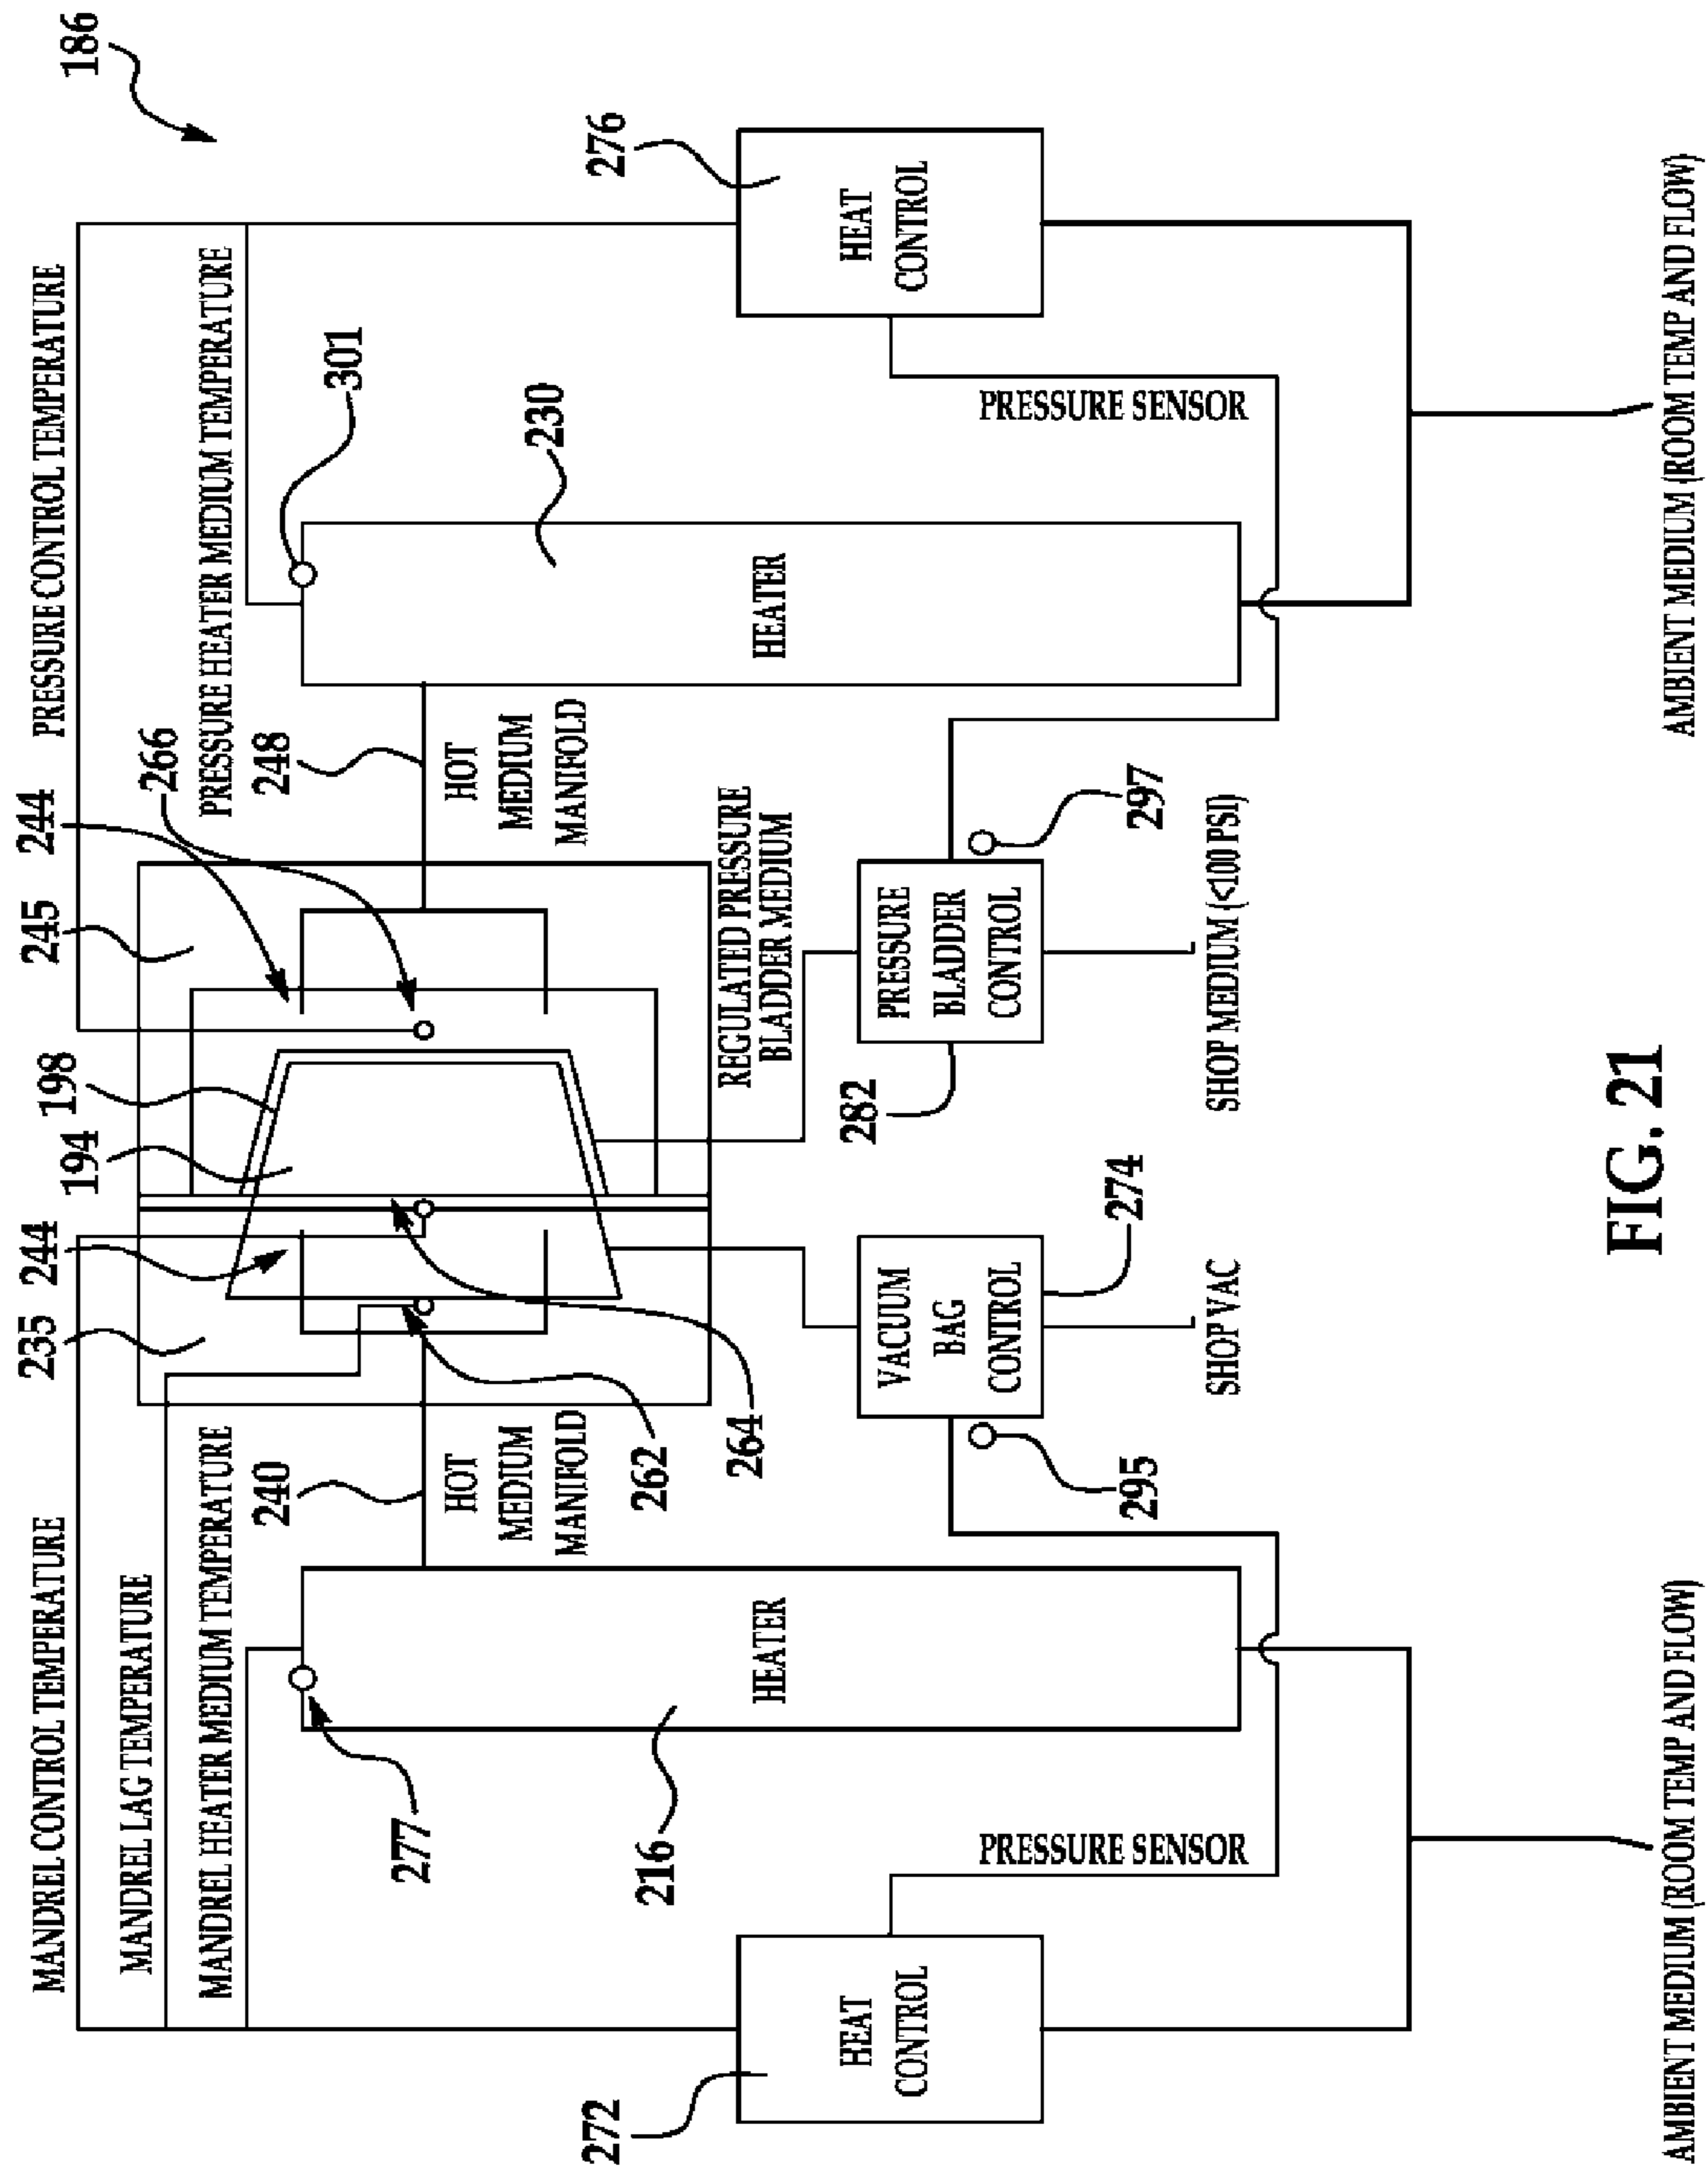 186
PRESSURE CONTROL TEMPERATURE
PRESSURE HEATER MEDIUM TEMPERATURE
276
HEAT
CONTROL
301
230
HEATER
PRESSURE SENSOR
AMBIENT MEDIUM (ROOM TEMP AND FLOW)
244
266
248
HOT
MEDIUM
MANIFOLD
245
198
194
REGULATED PRESSURE
BLADDER MEDIUM
PRESSURE
BLADDER
CONTROL
297
282
SHOP MEDIUM (<100 PSI)
244
235
264
262
VACUUM
BAG
CONTROL
274
295
SHOP VAC
MANDREL CONTROL TEMPERATURE
MANDREL LAG TEMPERATURE
MANDREL HEATER MEDIUM TEMPERATURE
240
HOT
MEDIUM
MANIFOLD
277
216
HEATER
PRESSURE SENSOR
272
HEAT
CONTROL
AMBIENT MEDIUM (ROOM TEMP AND FLOW)
FIG. 21